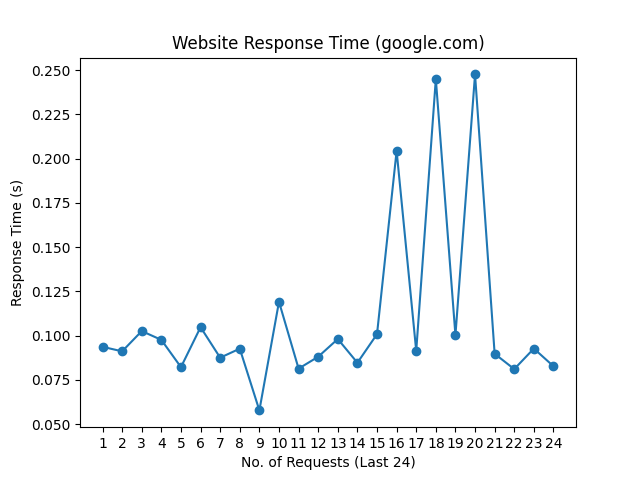 Website Response Time (google.com)
0.250
0.225
0.200
0.175
0.150
0.125
0.100
0.075
0.050
Response Time (s)
1 2 3 4 5 6 7 8 9 10 11 12 13 14 15 16 17 18 19 20 21 22 23 24
No. of Requests (Last 24)